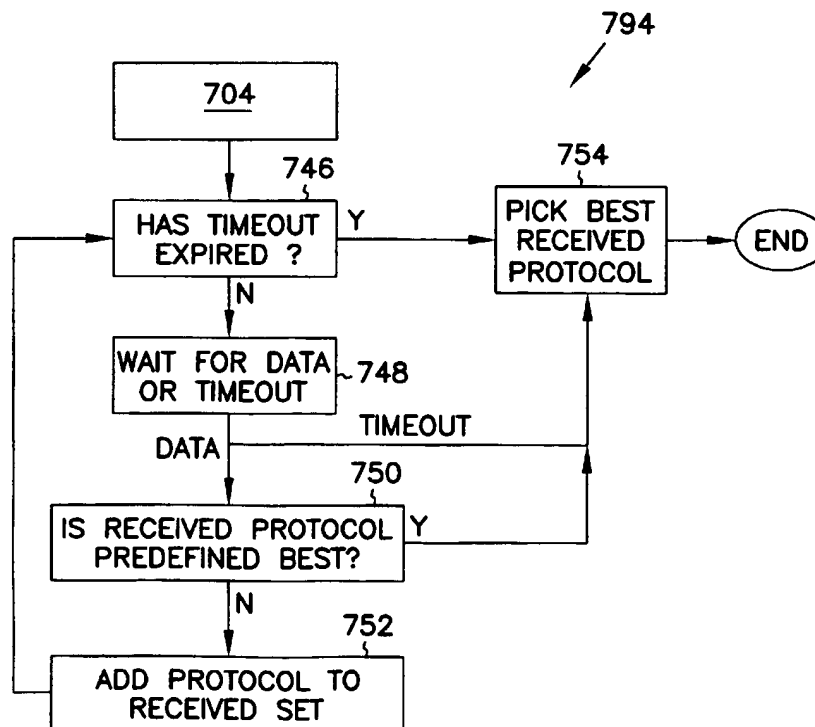 794
704
746
HAS TIMEOUT
EXPIRED ?
Y
N
754
PICK BEST
RECEIVED
PROTOCOL
END
WAIT FOR DATA
OR TIMEOUT
748
TIMEOUT
DATA
750
IS RECEIVED PROTOCOL
PREDEFINED BEST?
Y
N
752
ADD PROTOCOL TO
RECEIVED SET